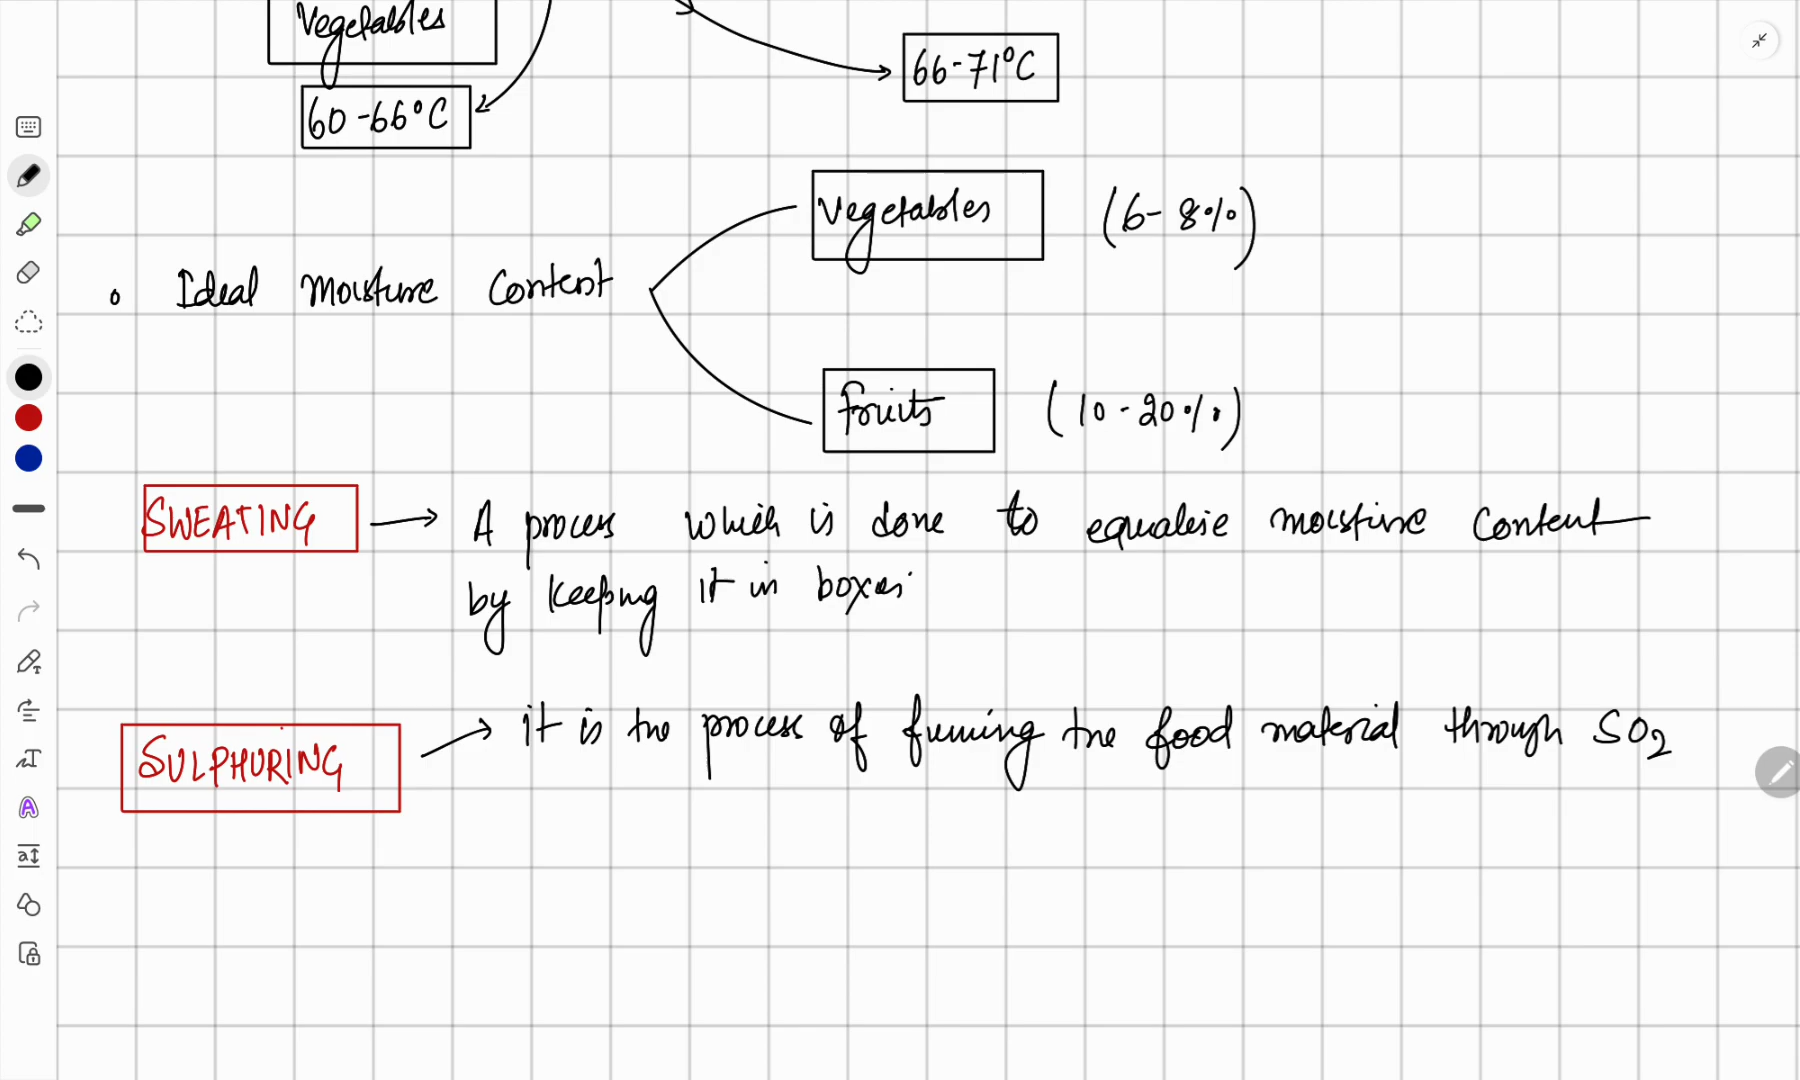 Vegetables
66-71°C
60-66°C
Vegetables (6-8%)
• Ideal moisture Content
fruits (10-20%)
SWEATING → A process which is done to equalise moisture Content
by keeping it in boxes
SULPHURING → it is the process of fuming the food material through SO2